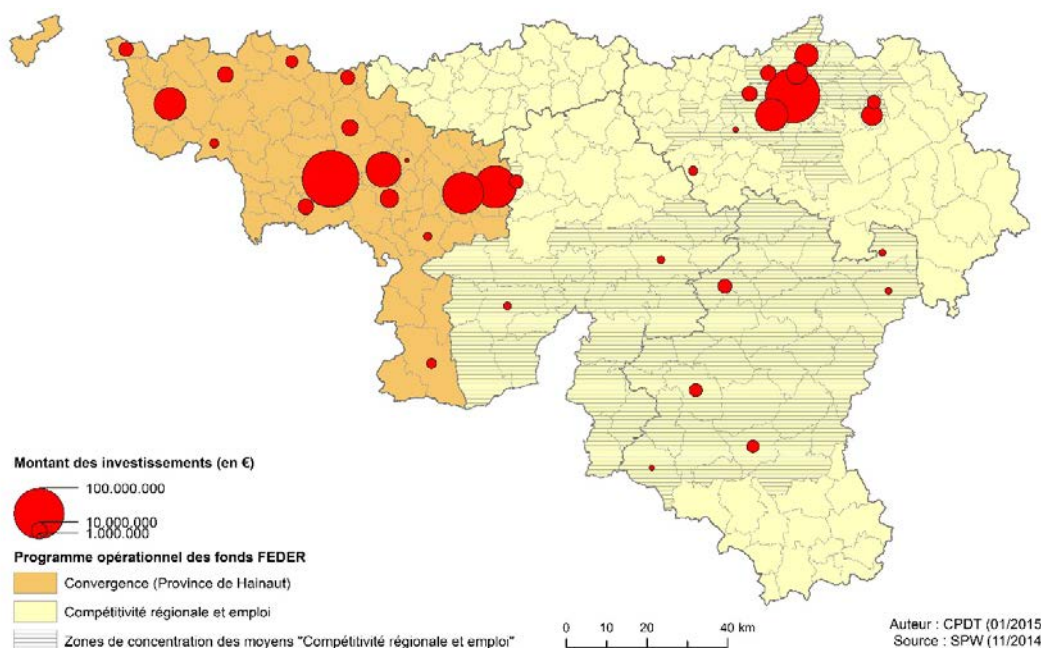 Montant des investissements (en €)
100.000.000
10.000.000
1.000.000
Programme opérationnel des fonds FEDER
Convergence (Province de Hainaut)
Compétitivité régionale et emploi
Zones de concentration des moyens "Compétitivité régionale et emploi"
0 10 20 40 km
Auteur : CPDT (01/2015
Source : SPW (11/2014